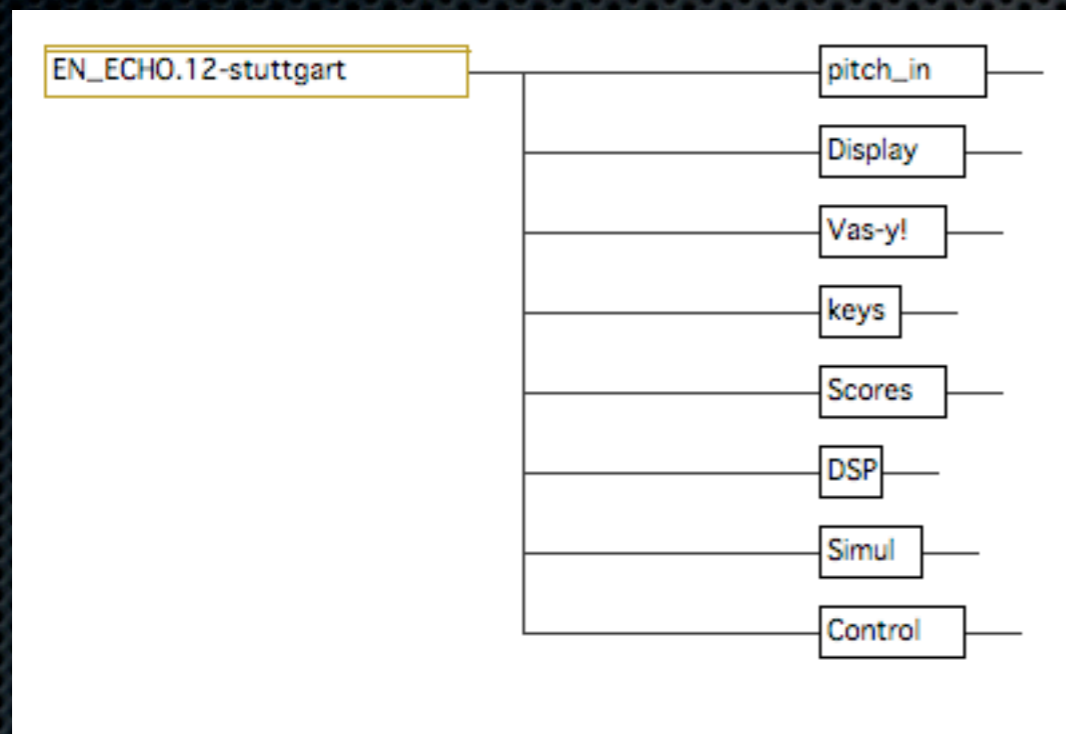 EN_ECHO.12-stuttgart
pitch_in
Display
Vas-y!
keys
Scores
DSP
Simul
Control